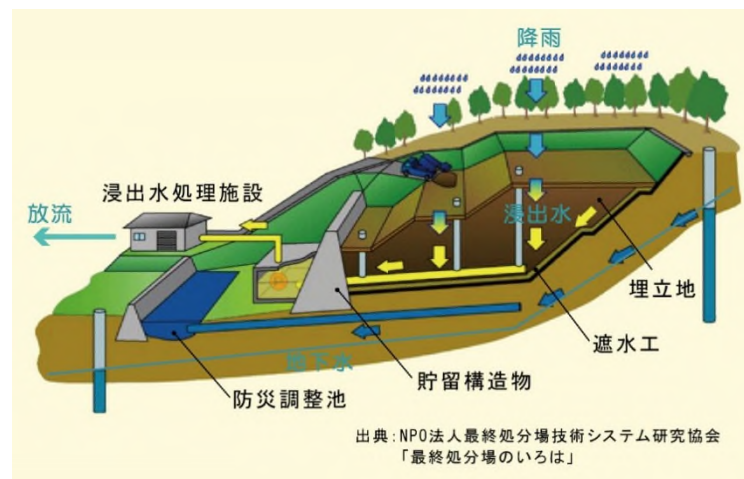 降雨
浸出水処理施設
放流
浸出水
埋立地
遮水工
地下水
貯留構造物
防災調整池
出典:NPO法人最終処分場技術システム研究協会
「最終処分場のいろは」